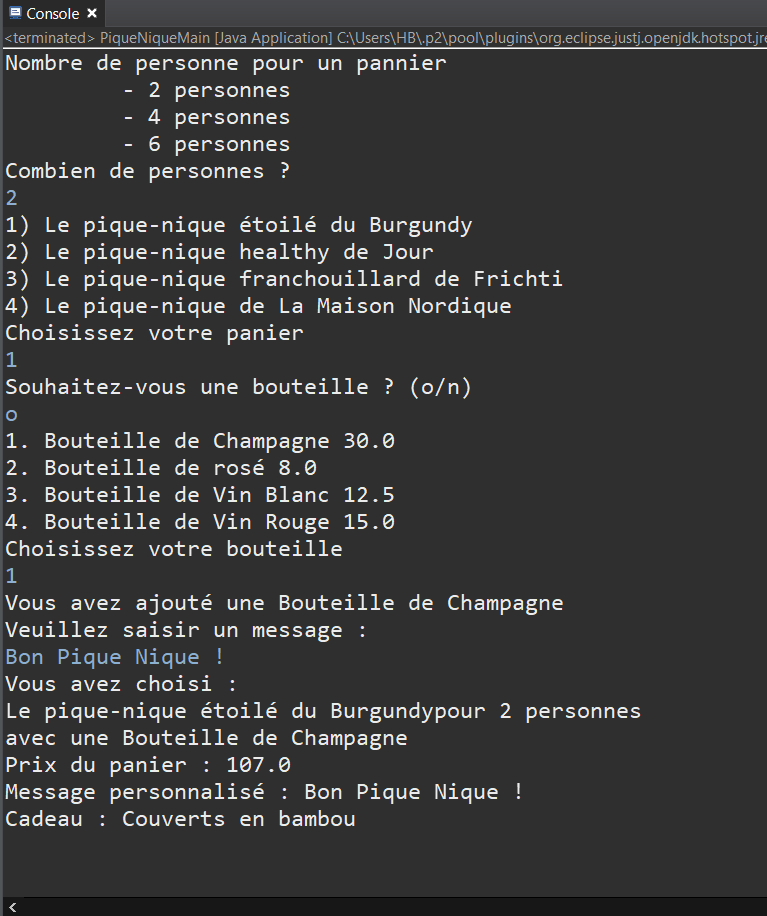 Console
<terminated> PiqueNiqueMain [Java Application] C:\Users\HB\.p2\pool\plugins\org.eclipse.justj.openjdk.hotspot.jre
Nombre de personne pour un pannier
- 2 personnes
- 4 personnes
- 6 personnes
Combien de personnes ?
2
1) Le pique-nique étoilé du Burgundy
2) Le pique-nique healthy de Jour
3) Le pique-nique franchouillard de Frichti
4) Le pique-nique de La Maison Nordique
Choisissez votre panier
1
Souhaitez-vous une bouteille ? (o/n)
o
1. Bouteille de Champagne 30.0
2. Bouteille de rosé 8.0
3. Bouteille de Vin Blanc 12.5
4. Bouteille de Vin Rouge 15.0
Choisissez votre bouteille
1
Vous avez ajouté une Bouteille de Champagne
Veuillez saisir un message :
Bon Pique Nique !
Vous avez choisi :
Le pique-nique étoilé du Burgundypour 2 personnes
avec une Bouteille de Champagne
Prix du panier : 107.0
Message personnalisé : Bon Pique Nique !
Cadeau : Couverts en bambou